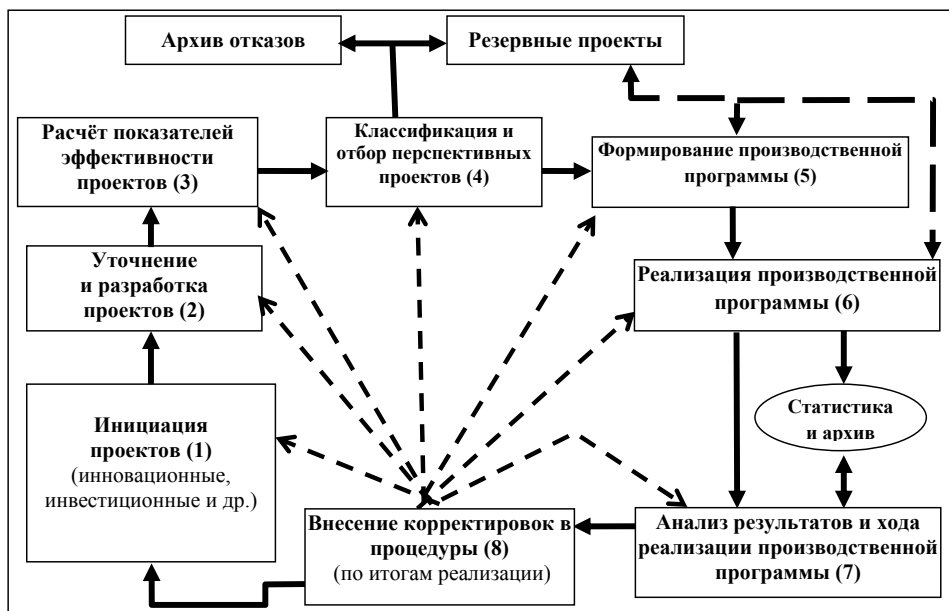 Архив отказов
Резервные проекты
Расчёт показателей
эффективности
проектов (3)
Классификация и
отбор перспективных
проектов (4)
Формирование производственной
программы (5)
Уточнение
и разработка
проектов (2)
Реализация производственной
программы (6)
Инициация
проектов (1)
(инновационные,
инвестиционные и др.)
Статистика
и архив
Внесение корректировок в
процедуры (8)
(по итогам реализации)
Анализ результатов и хода
реализации производственной
программы (7)